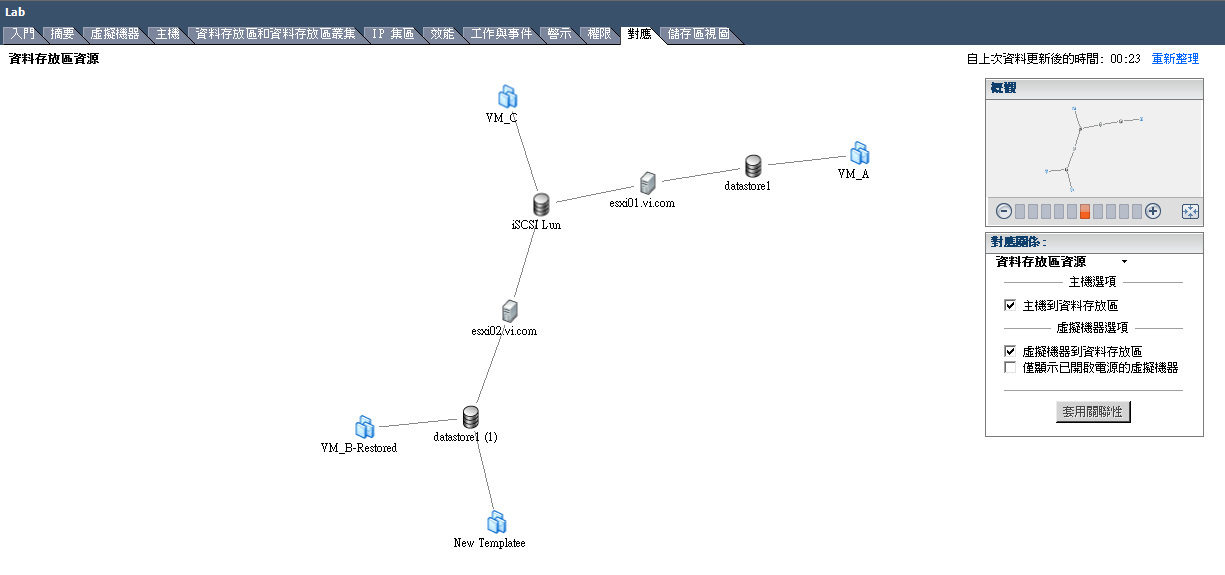 Lab
入門 摘要 虛擬機器 主機 資料存放區和資料存放區叢集 IP 集區 效能 工作與事件 警示 權限 對應 儲存區視圖
資料存放區資源
自上次資料更新後的時間: 00:23 重新整理
概觀
VM_C
VM_A
datastore1
esxi01.vi.com
iSCSI Lun
對應關係:
資料存放區資源
主機選項
主機到資料存放區
虛擬機器選項
esxi02.vi.com
虛擬機器到資料存放區
僅顯示已開啟電源的虛擬機器
套用關聯性
datastore1 (1)
VM_B-Restored
New Templatee